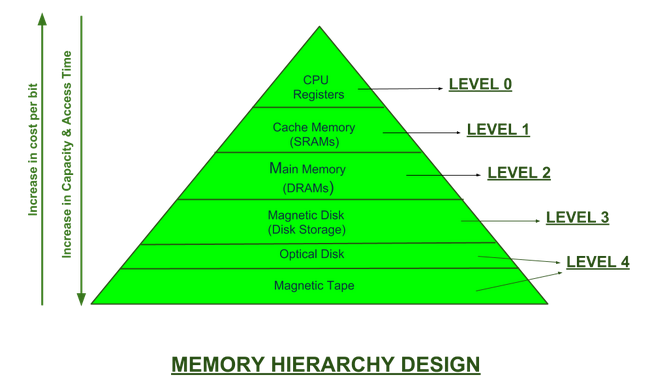 Increase in cost per bit
Increase in Capacity & Access Time
CPU
Registers
LEVEL 0
Cache Memory
(SRAMs)
LEVEL 1
Main Memory
(DRAMs)
LEVEL 2
Magnetic Disk
(Disk Storage)
LEVEL 3
Optical Disk
LEVEL 4
Magnetic Tape
MEMORY HIERARCHY DESIGN